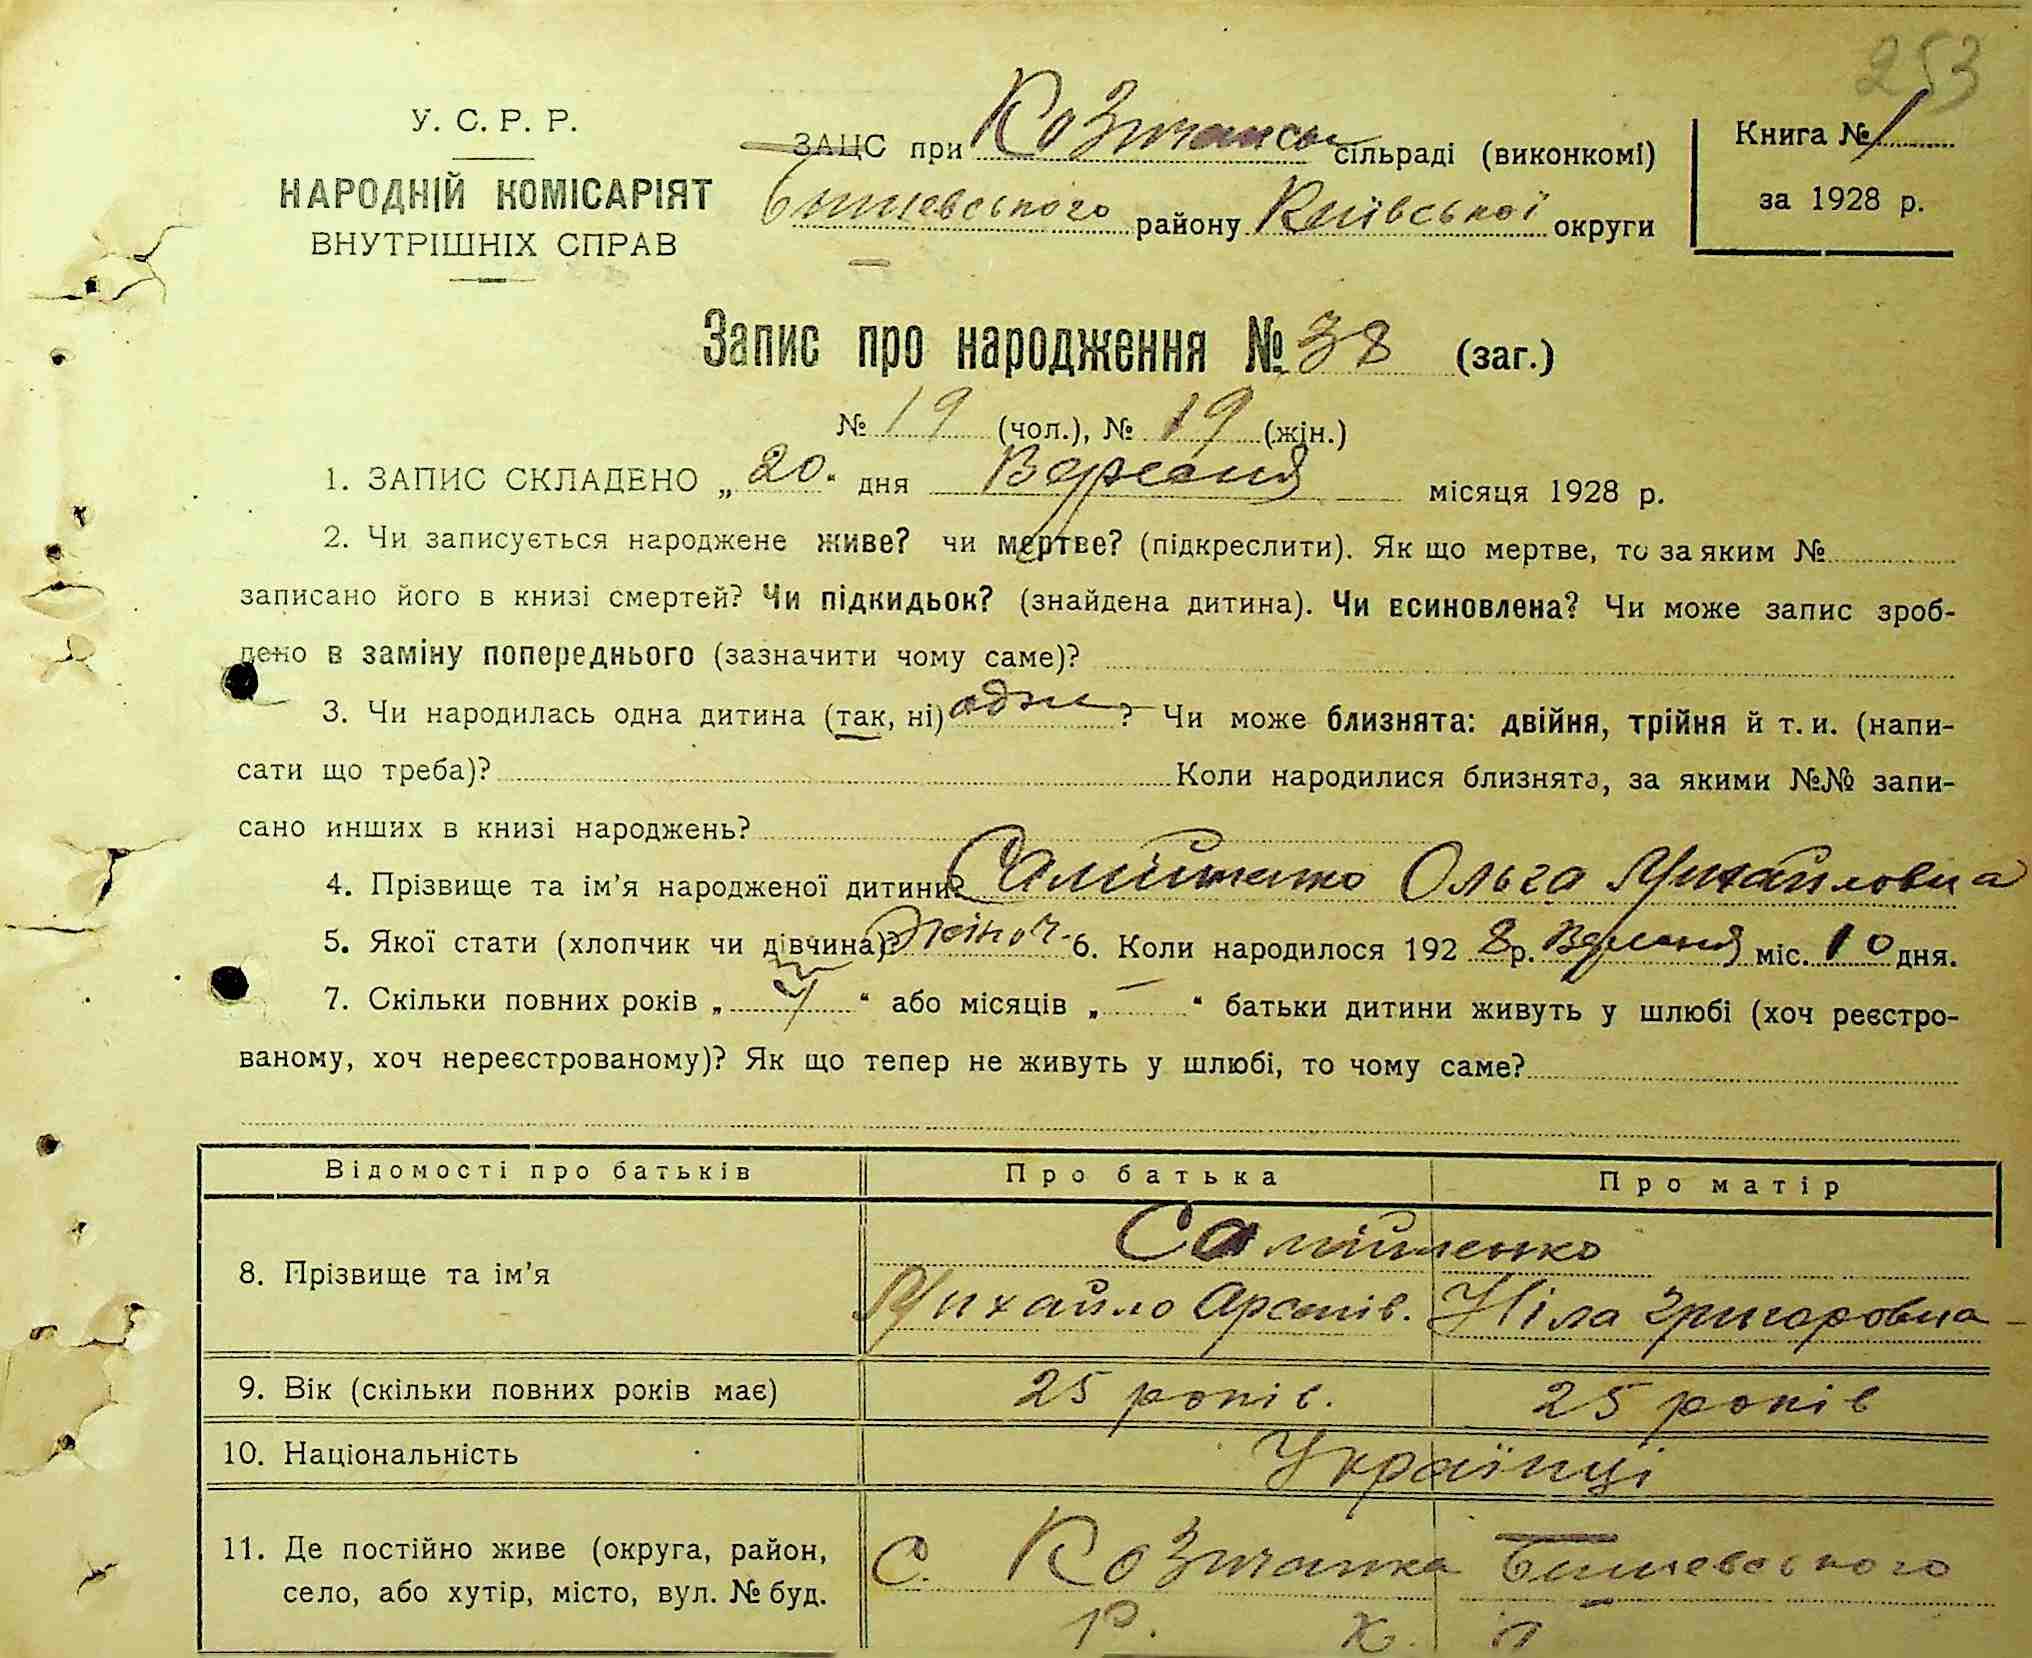 253
У. С. Р. Р.
НАРОДНІЙ КОМІСАРІЯТ
ВНУТРІШНІХ СПРАВ
ЗАЦС при Козичансь сільраді (виконкомі)
Бишевського району Київської округи
Книга № 1
за 1928 р.
Запис про народження № 38 (заг.)
№ 19 (чол.), № 19 (жін.)
1. ЗАПИС СКЛАДЕНО „ 20 “ дня Вересня місяця 1928 р.
2. Чи записується народжене живе? чи мертве? (підкреслити). Як що мертве, то за яким №
записано його в книзі смертей? Чи підкидьок? (знайдена дитина). Чи всиновлена? Чи може запис зроб-
лено в заміну попереднього (зазначити чому саме)?
3. Чи народилась одна дитина (так, ні) одна ? Чи може близнята: двійня, трійня й т. и. (напи-
сати що треба)? Коли народилися близнята, за якими №№ запи-
сано инших в книзі народжень?
4. Прізвище та ім’я народженої дитини? Самійленко Ольга Михайловна
5. Якої стати (хлопчик чи дівчина)? Жіноч. 6. Коли народилося 192 8 р. Вересня міс. 10 дня.
7. Скільки повних років „ 7 “ або місяців „ — “ батьки дитини живуть у шлюбі (хоч реєстро-
ваному, хоч нереєстрованому)? Як що тепер не живуть у шлюбі, то чому саме?
Відомості про батьків Про батька Про матір
8. Прізвище та ім’я Самійленко
Михайло Арсенів. Ніла Григоровна
9. Вік (скільки повних років має) 25 років. 25 років
10. Національність Українці
11. Де постійно живе (округа, район,
село, або хутір, місто, вул. № буд.
С. Козичанка Бишевського
р. К.